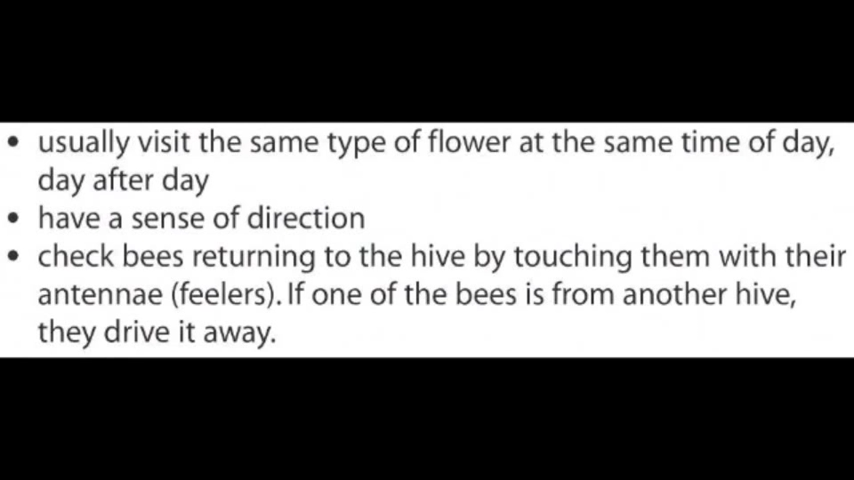 • usually visit the same type of flower at the same time of day,
day after day
• have a sense of direction
• check bees returning to the hive by touching them with their
antennae (feelers). If one of the bees is from another hive,
they drive it away.